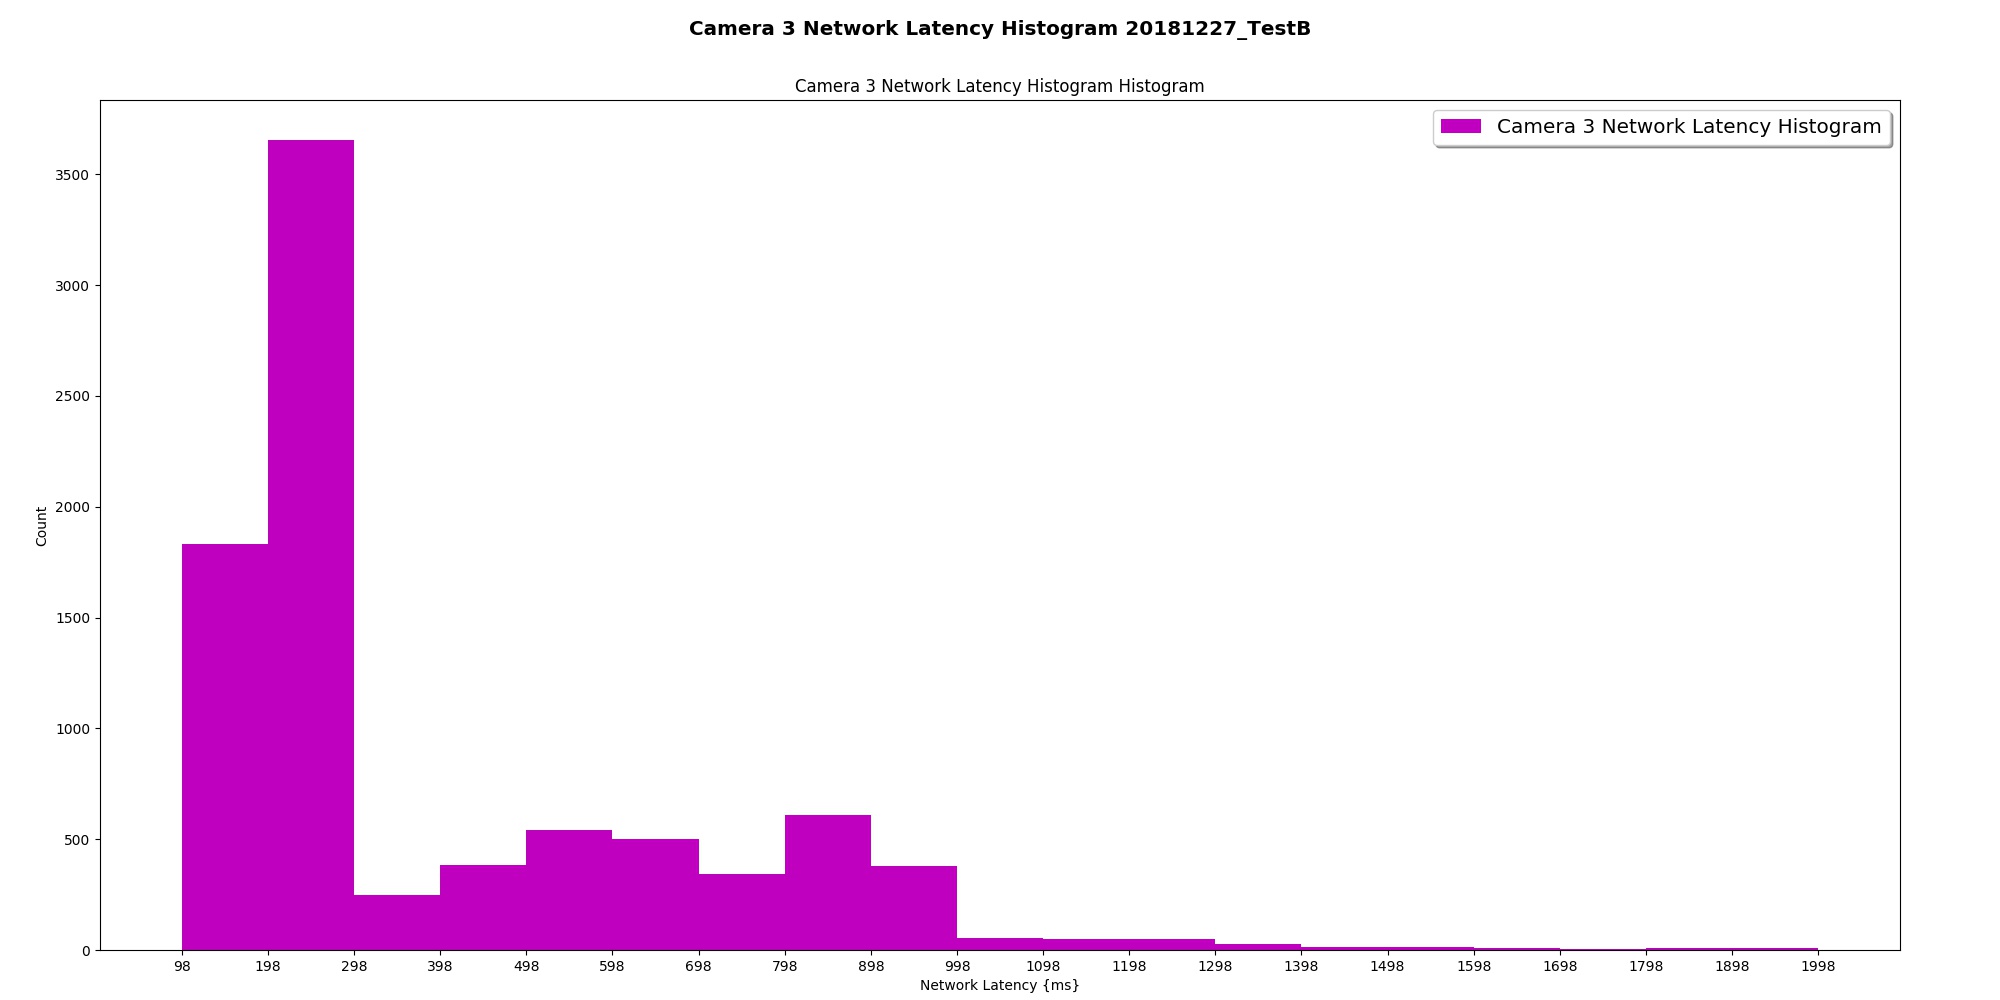 Camera 3 Network Latency Histogram 20181227_TestB
Camera 3 Network Latency Histogram Histogram
Camera 3 Network Latency Histogram
3500
3000
2500
2000
1500
1000
500
0
Count
98 198 298 398 498 598 698 798 898 998 1098 1198 1298 1398 1498 1598 1698 1798 1898 1998
Network Latency {ms}